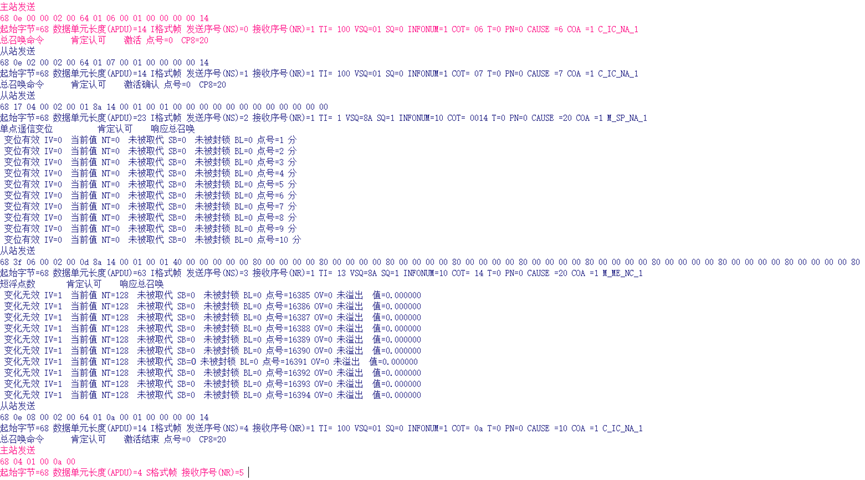 主站发送
68 0e 00 00 02 00 64 01 06 00 01 00 00 00 00 14
起始字节=68 数据单元长度(APDU)=14 I格式帧 发送序号(NS)=0 接收序号(NR)=1 TI= 100 VSQ=01 SQ=0 INFONUM=1 COT= 06 T=0 PN=0 CAUSE =6 COA =1 C_IC_NA_1
总召唤命令 肯定认可 激活 点号=0 CP8=20
从站发送
68 0e 02 00 02 00 64 01 07 00 01 00 00 00 00 14
起始字节=68 数据单元长度(APDU)=14 I格式帧 发送序号(NS)=1 接收序号(NR)=1 TI= 100 VSQ=01 SQ=0 INFONUM=1 COT= 07 T=0 PN=0 CAUSE =7 COA =1 C_IC_NA_1
总召唤命令 肯定认可 激活确认 点号=0 CP8=20
从站发送
68 17 04 00 02 00 01 8a 14 00 01 00 01 00 00 00 00 00 00 00 00 00 00 00 00
起始字节=68 数据单元长度(APDU)=23 I格式帧 发送序号(NS)=2 接收序号(NR)=1 TI= 1 VSQ=8A SQ=1 INFONUM=10 COT= 0014 T=0 PN=0 CAUSE =20 COA =1 M_SP_NA_1
单点遥信变位 肯定认可 响应总召唤
变位有效 IV=0 当前值 NT=0 未被取代 SB=0 未被封锁 BL=0 点号=1 分
变位有效 IV=0 当前值 NT=0 未被取代 SB=0 未被封锁 BL=0 点号=2 分
变位有效 IV=0 当前值 NT=0 未被取代 SB=0 未被封锁 BL=0 点号=3 分
变位有效 IV=0 当前值 NT=0 未被取代 SB=0 未被封锁 BL=0 点号=4 分
变位有效 IV=0 当前值 NT=0 未被取代 SB=0 未被封锁 BL=0 点号=5 分
变位有效 IV=0 当前值 NT=0 未被取代 SB=0 未被封锁 BL=0 点号=6 分
变位有效 IV=0 当前值 NT=0 未被取代 SB=0 未被封锁 BL=0 点号=7 分
变位有效 IV=0 当前值 NT=0 未被取代 SB=0 未被封锁 BL=0 点号=8 分
变位有效 IV=0 当前值 NT=0 未被取代 SB=0 未被封锁 BL=0 点号=9 分
变位有效 IV=0 当前值 NT=0 未被取代 SB=0 未被封锁 BL=0 点号=10 分
从站发送
68 3f 06 00 02 00 0d 8a 14 00 01 00 01 40 00 00 00 00 00 80 00 00 00 00 80 00 00 00 00 80 00 00 00 00 80 00 00 00 00 80 00 00 00 00 80 00 00 00 00 80 00 00 00 00 80 00 00 00 00 80
起始字节=68 数据单元长度(APDU)=63 I格式帧 发送序号(NS)=3 接收序号(NR)=1 TI= 13 VSQ=8A SQ=1 INFONUM=10 COT= 14 T=0 PN=0 CAUSE =20 COA =1 M_ME_NC_1
短浮点数 肯定认可 响应总召唤
变化无效 IV=1 当前值 NT=128 未被取代 SB=0 未被封锁 BL=0 点号=16385 OV=0 未溢出 值=0.000000
变化无效 IV=1 当前值 NT=128 未被取代 SB=0 未被封锁 BL=0 点号=16386 OV=0 未溢出 值=0.000000
变化无效 IV=1 当前值 NT=128 未被取代 SB=0 未被封锁 BL=0 点号=16387 OV=0 未溢出 值=0.000000
变化无效 IV=1 当前值 NT=128 未被取代 SB=0 未被封锁 BL=0 点号=16388 OV=0 未溢出 值=0.000000
变化无效 IV=1 当前值 NT=128 未被取代 SB=0 未被封锁 BL=0 点号=16389 OV=0 未溢出 值=0.000000
变化无效 IV=1 当前值 NT=128 未被取代 SB=0 未被封锁 BL=0 点号=16390 OV=0 未溢出 值=0.000000
变化无效 IV=1 当前值 NT=128 未被取代 SB=0 未被封锁 BL=0 点号=16391 OV=0 未溢出 值=0.000000
变化无效 IV=1 当前值 NT=128 未被取代 SB=0 未被封锁 BL=0 点号=16392 OV=0 未溢出 值=0.000000
变化无效 IV=1 当前值 NT=128 未被取代 SB=0 未被封锁 BL=0 点号=16393 OV=0 未溢出 值=0.000000
变化无效 IV=1 当前值 NT=128 未被取代 SB=0 未被封锁 BL=0 点号=16394 OV=0 未溢出 值=0.000000
从站发送
68 0e 08 00 02 00 64 01 0a 00 01 00 00 00 00 14
起始字节=68 数据单元长度(APDU)=14 I格式帧 发送序号(NS)=4 接收序号(NR)=1 TI= 100 VSQ=01 SQ=0 INFONUM=1 COT= 0a T=0 PN=0 CAUSE =10 COA =1 C_IC_NA_1
总召唤命令 肯定认可 激活结束 点号=0 CP8=20
主站发送
68 04 01 00 0a 00
起始字节=68 数据单元长度(APDU)=4 S格式帧 接收序号(NR)=5